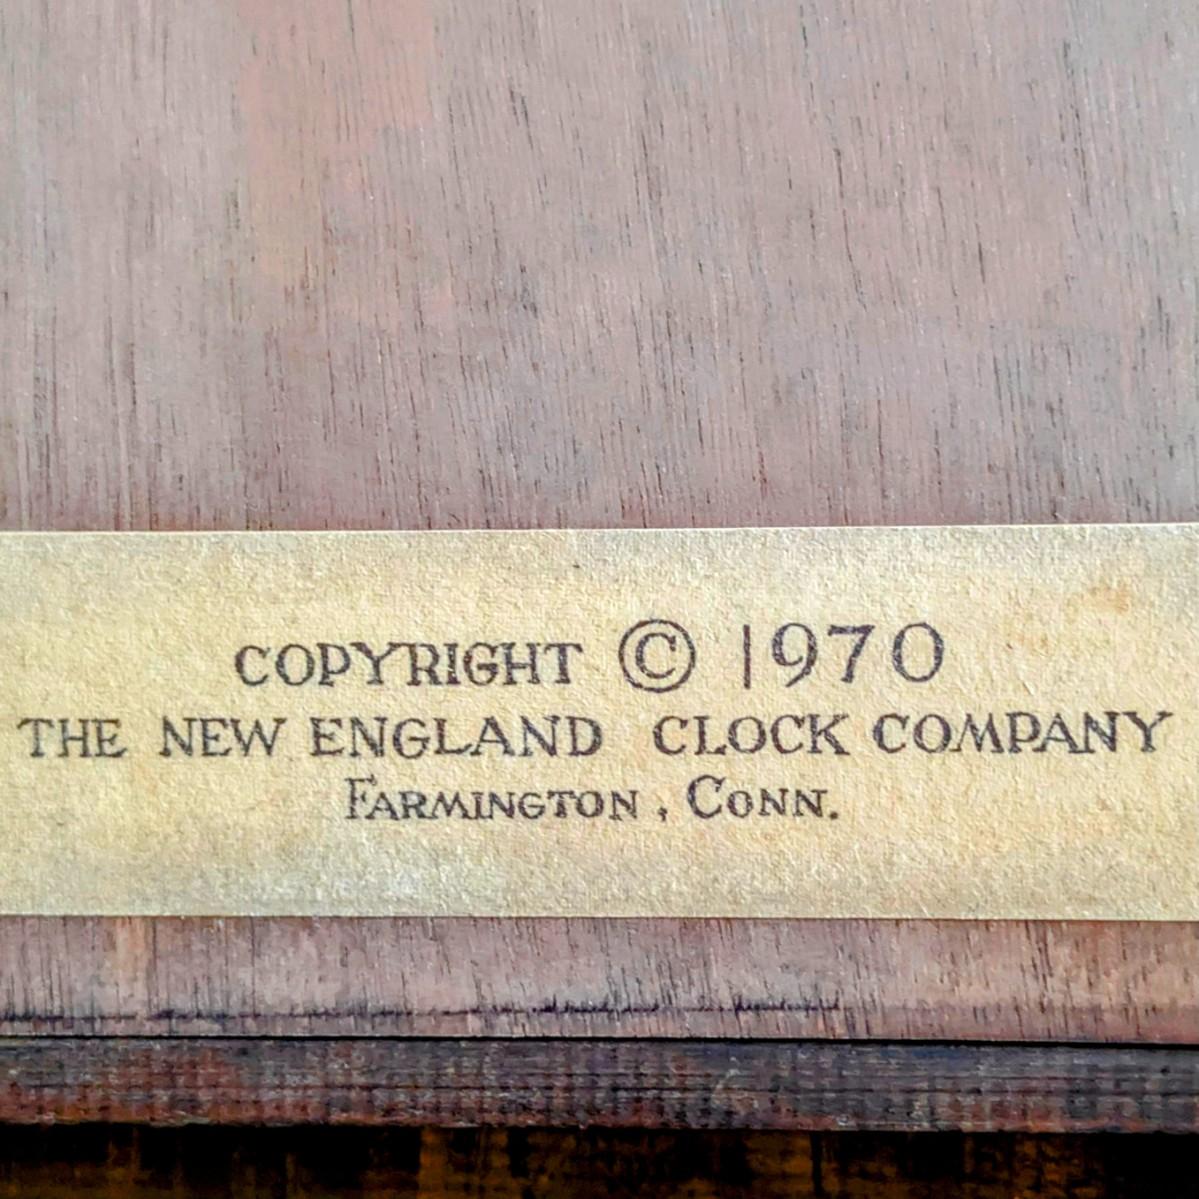 COPYRIGHT © 1970
THE NEW ENGLAND CLOCK COMPANY
FARMINGTON, CONN.